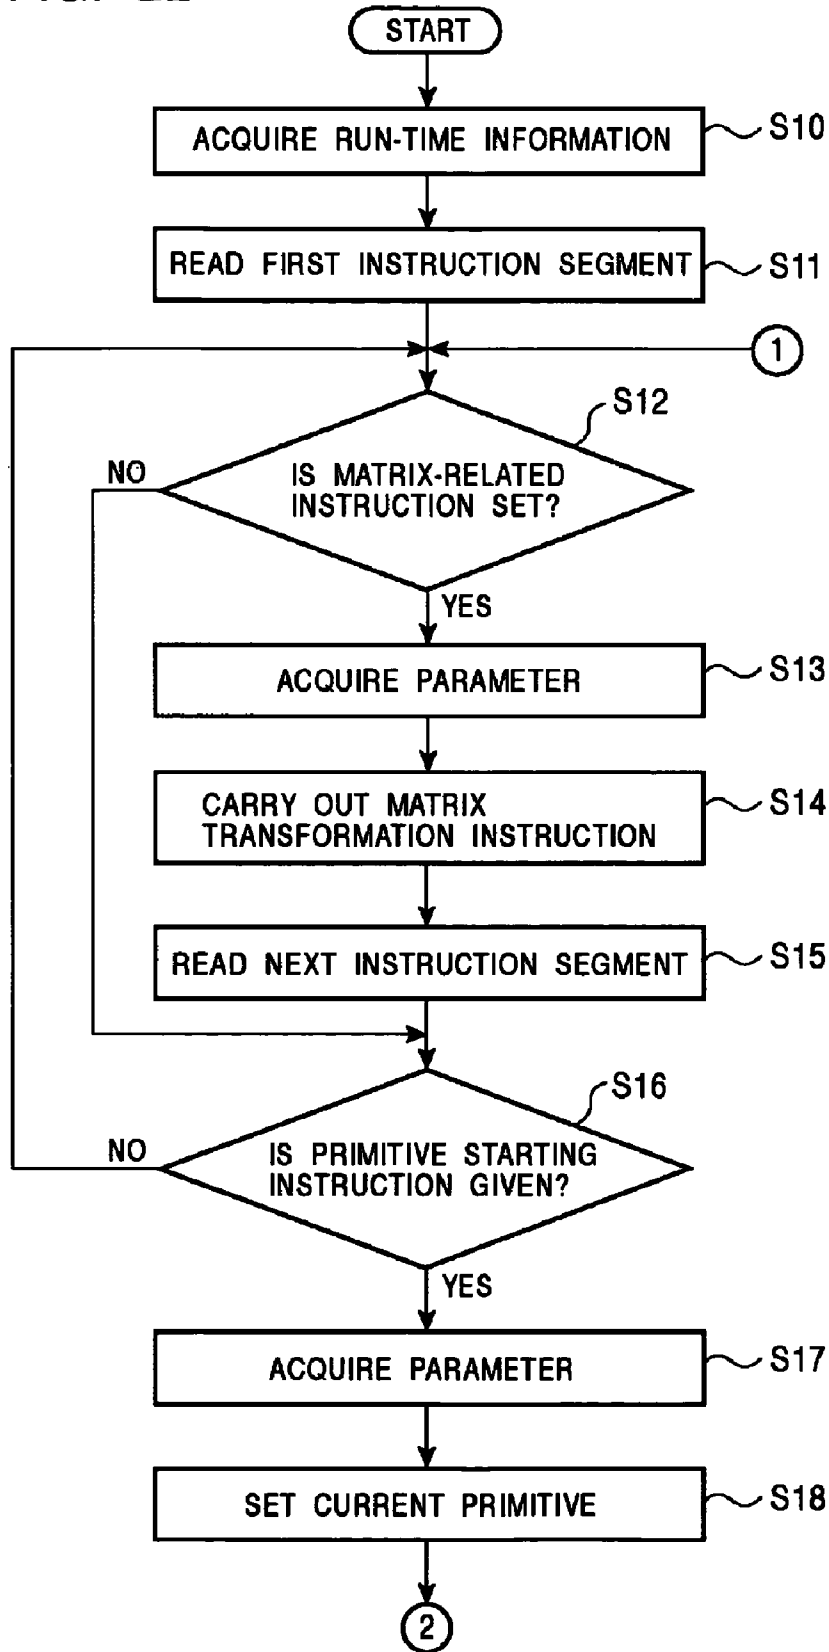 START
ACQUIRE RUN-TIME INFORMATION
S10
READ FIRST INSTRUCTION SEGMENT
S11
1
S12
NO
IS MATRIX-RELATED
INSTRUCTION SET?
YES
ACQUIRE PARAMETER
S13
CARRY OUT MATRIX
TRANSFORMATION INSTRUCTION
S14
READ NEXT INSTRUCTION SEGMENT
S15
S16
NO
IS PRIMITIVE STARTING
INSTRUCTION GIVEN?
YES
ACQUIRE PARAMETER
S17
SET CURRENT PRIMITIVE
S18
2